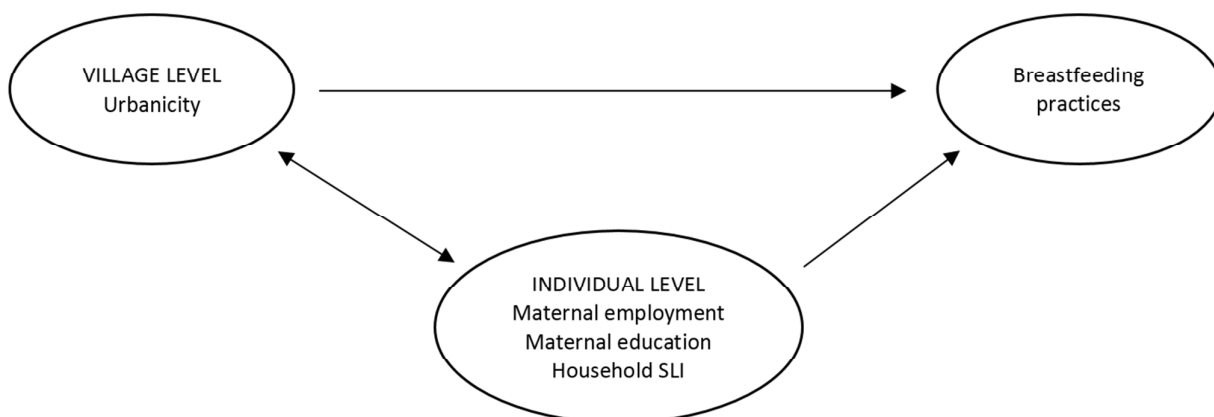 VILLAGE LEVEL
Urbanicity
Breastfeeding
practices
INDIVIDUAL LEVEL
Maternal employment
Maternal education
Household SLI